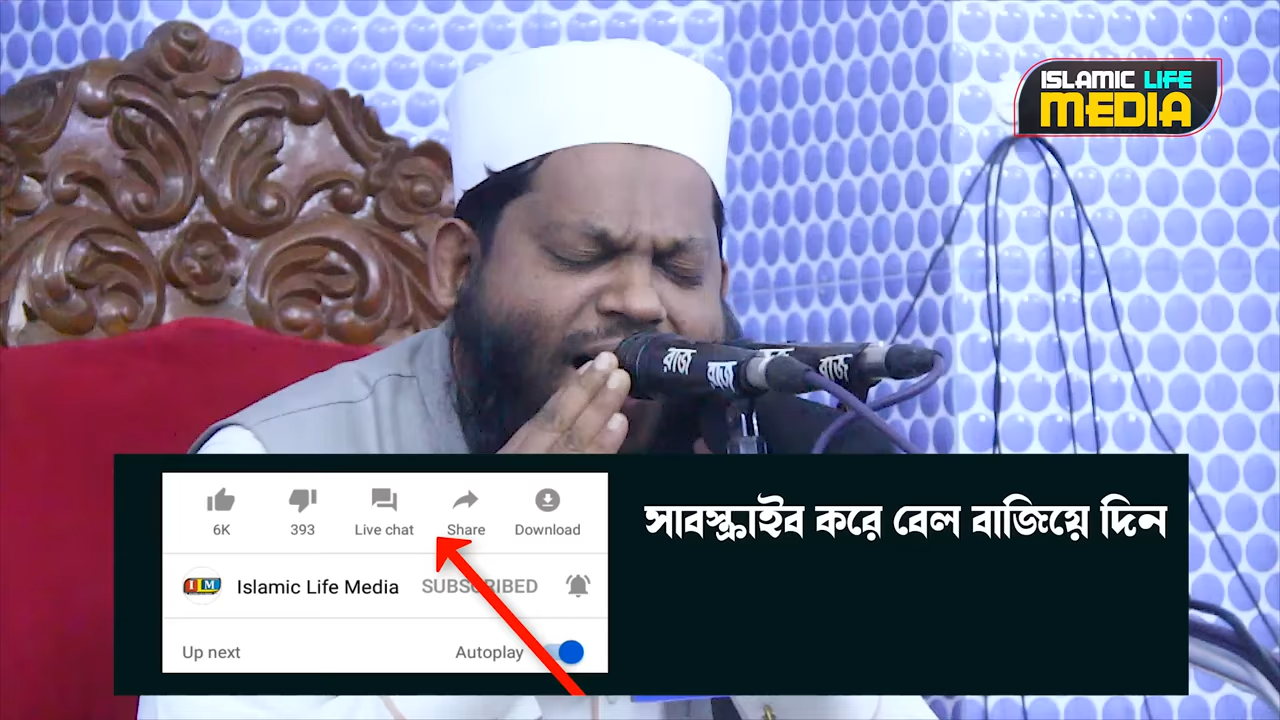 ISLAMIC LIFE
MEDIA
রাজ রাজ রাজ
6K 393 Live chat Share Download
সাবস্ক্রাইব করে বেল বাজিয়ে দিন
ILM Islamic Life Media SUBSCRIBED
Up next Autoplay